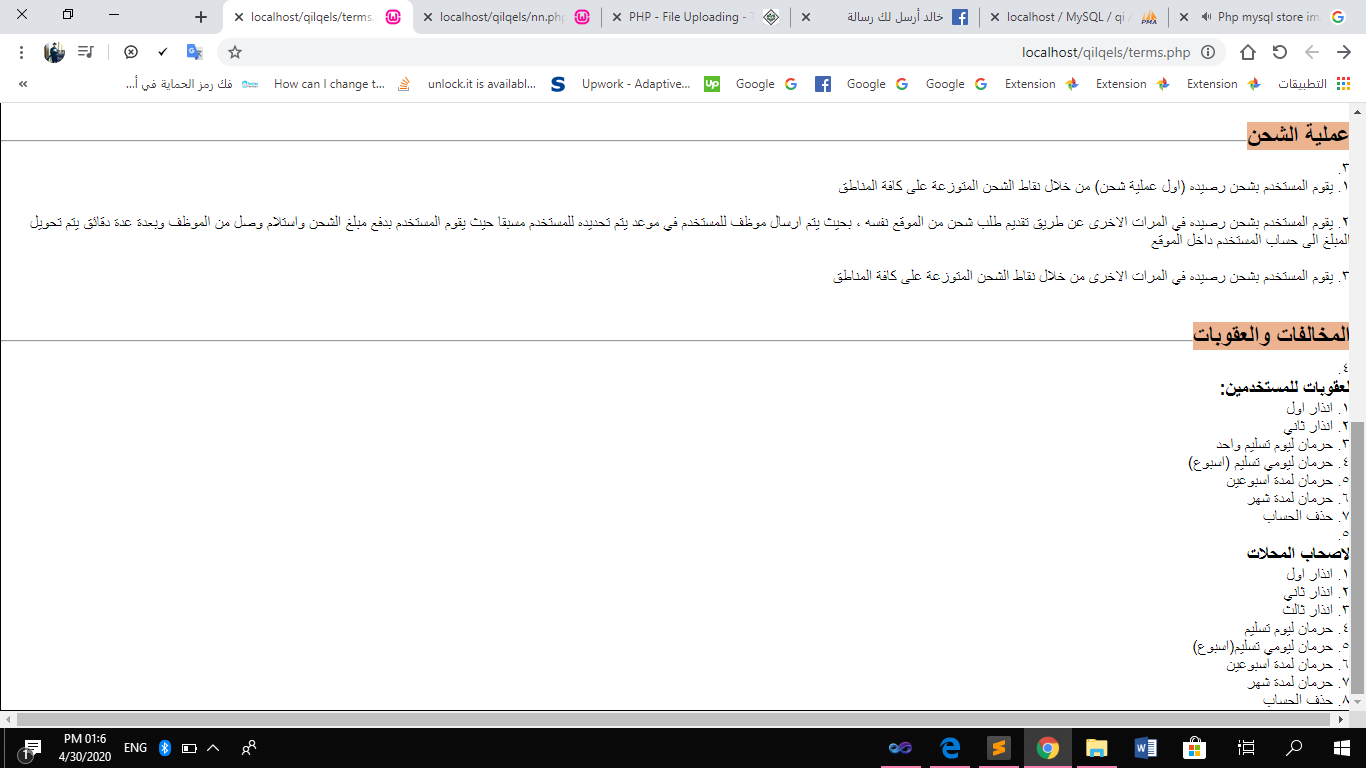 localhost/qilqels/terms.
localhost/qilqels/nn.php
PHP - File Uploading - T
خالد أرسل لك رسالة
localhost / MySQL / qi /
Php mysql store im
localhost/qilqels/terms.php
فك رمز الحماية في أ...
How can I change t...
unlock.it is availabl...
Upwork - Adaptive...
Google
Google
Google
Extension
Extension
Extension
التطبيقات
عملية الشحن
٣.
١. يقوم المستخدم بشحن رصيده (اول عملية شحن) من خلال نقاط الشحن المتوزعة على كافة المناطق
٢. يقوم المستخدم بشحن رصيده في المرات الاخرى عن طريق تقديم طلب شحن من الموقع نفسه ، بحيث يتم ارسال موظف للمستخدم في موعد يتم تحديده للمستخدم مسبقا حيث يقوم المستخدم بدفع مبلغ الشحن واستلام وصل من الموظف وبعدة عدة دقائق يتم تحويل
المبلغ الى حساب المستخدم داخل الموقع
٣. يقوم المستخدم بشحن رصيده في المرات الاخرى من خلال نقاط الشحن المتوزعة على كافة المناطق
المخالفات والعقوبات
٤.
لعقوبات للمستخدمين:
١. انذار اول
٢. انذار ثاني
٣. حرمان ليوم تسليم واحد
٤. حرمان ليومي تسليم (اسبوع)
٥. حرمان لمدة اسبوعين
٦. حرمان لمدة شهر
٧. حذف الحساب
٥.
لاصحاب المحلات
١. انذار اول
٢. انذار ثاني
٣. انذار ثالث
٤. حرمان ليوم تسليم
٥. حرمان ليومي تسليم(اسبوع)
٦. حرمان لمدة اسبوعين
٧. حرمان لمدة شهر
٨. حذف الحساب
PM 01:6
4/30/2020
ENG